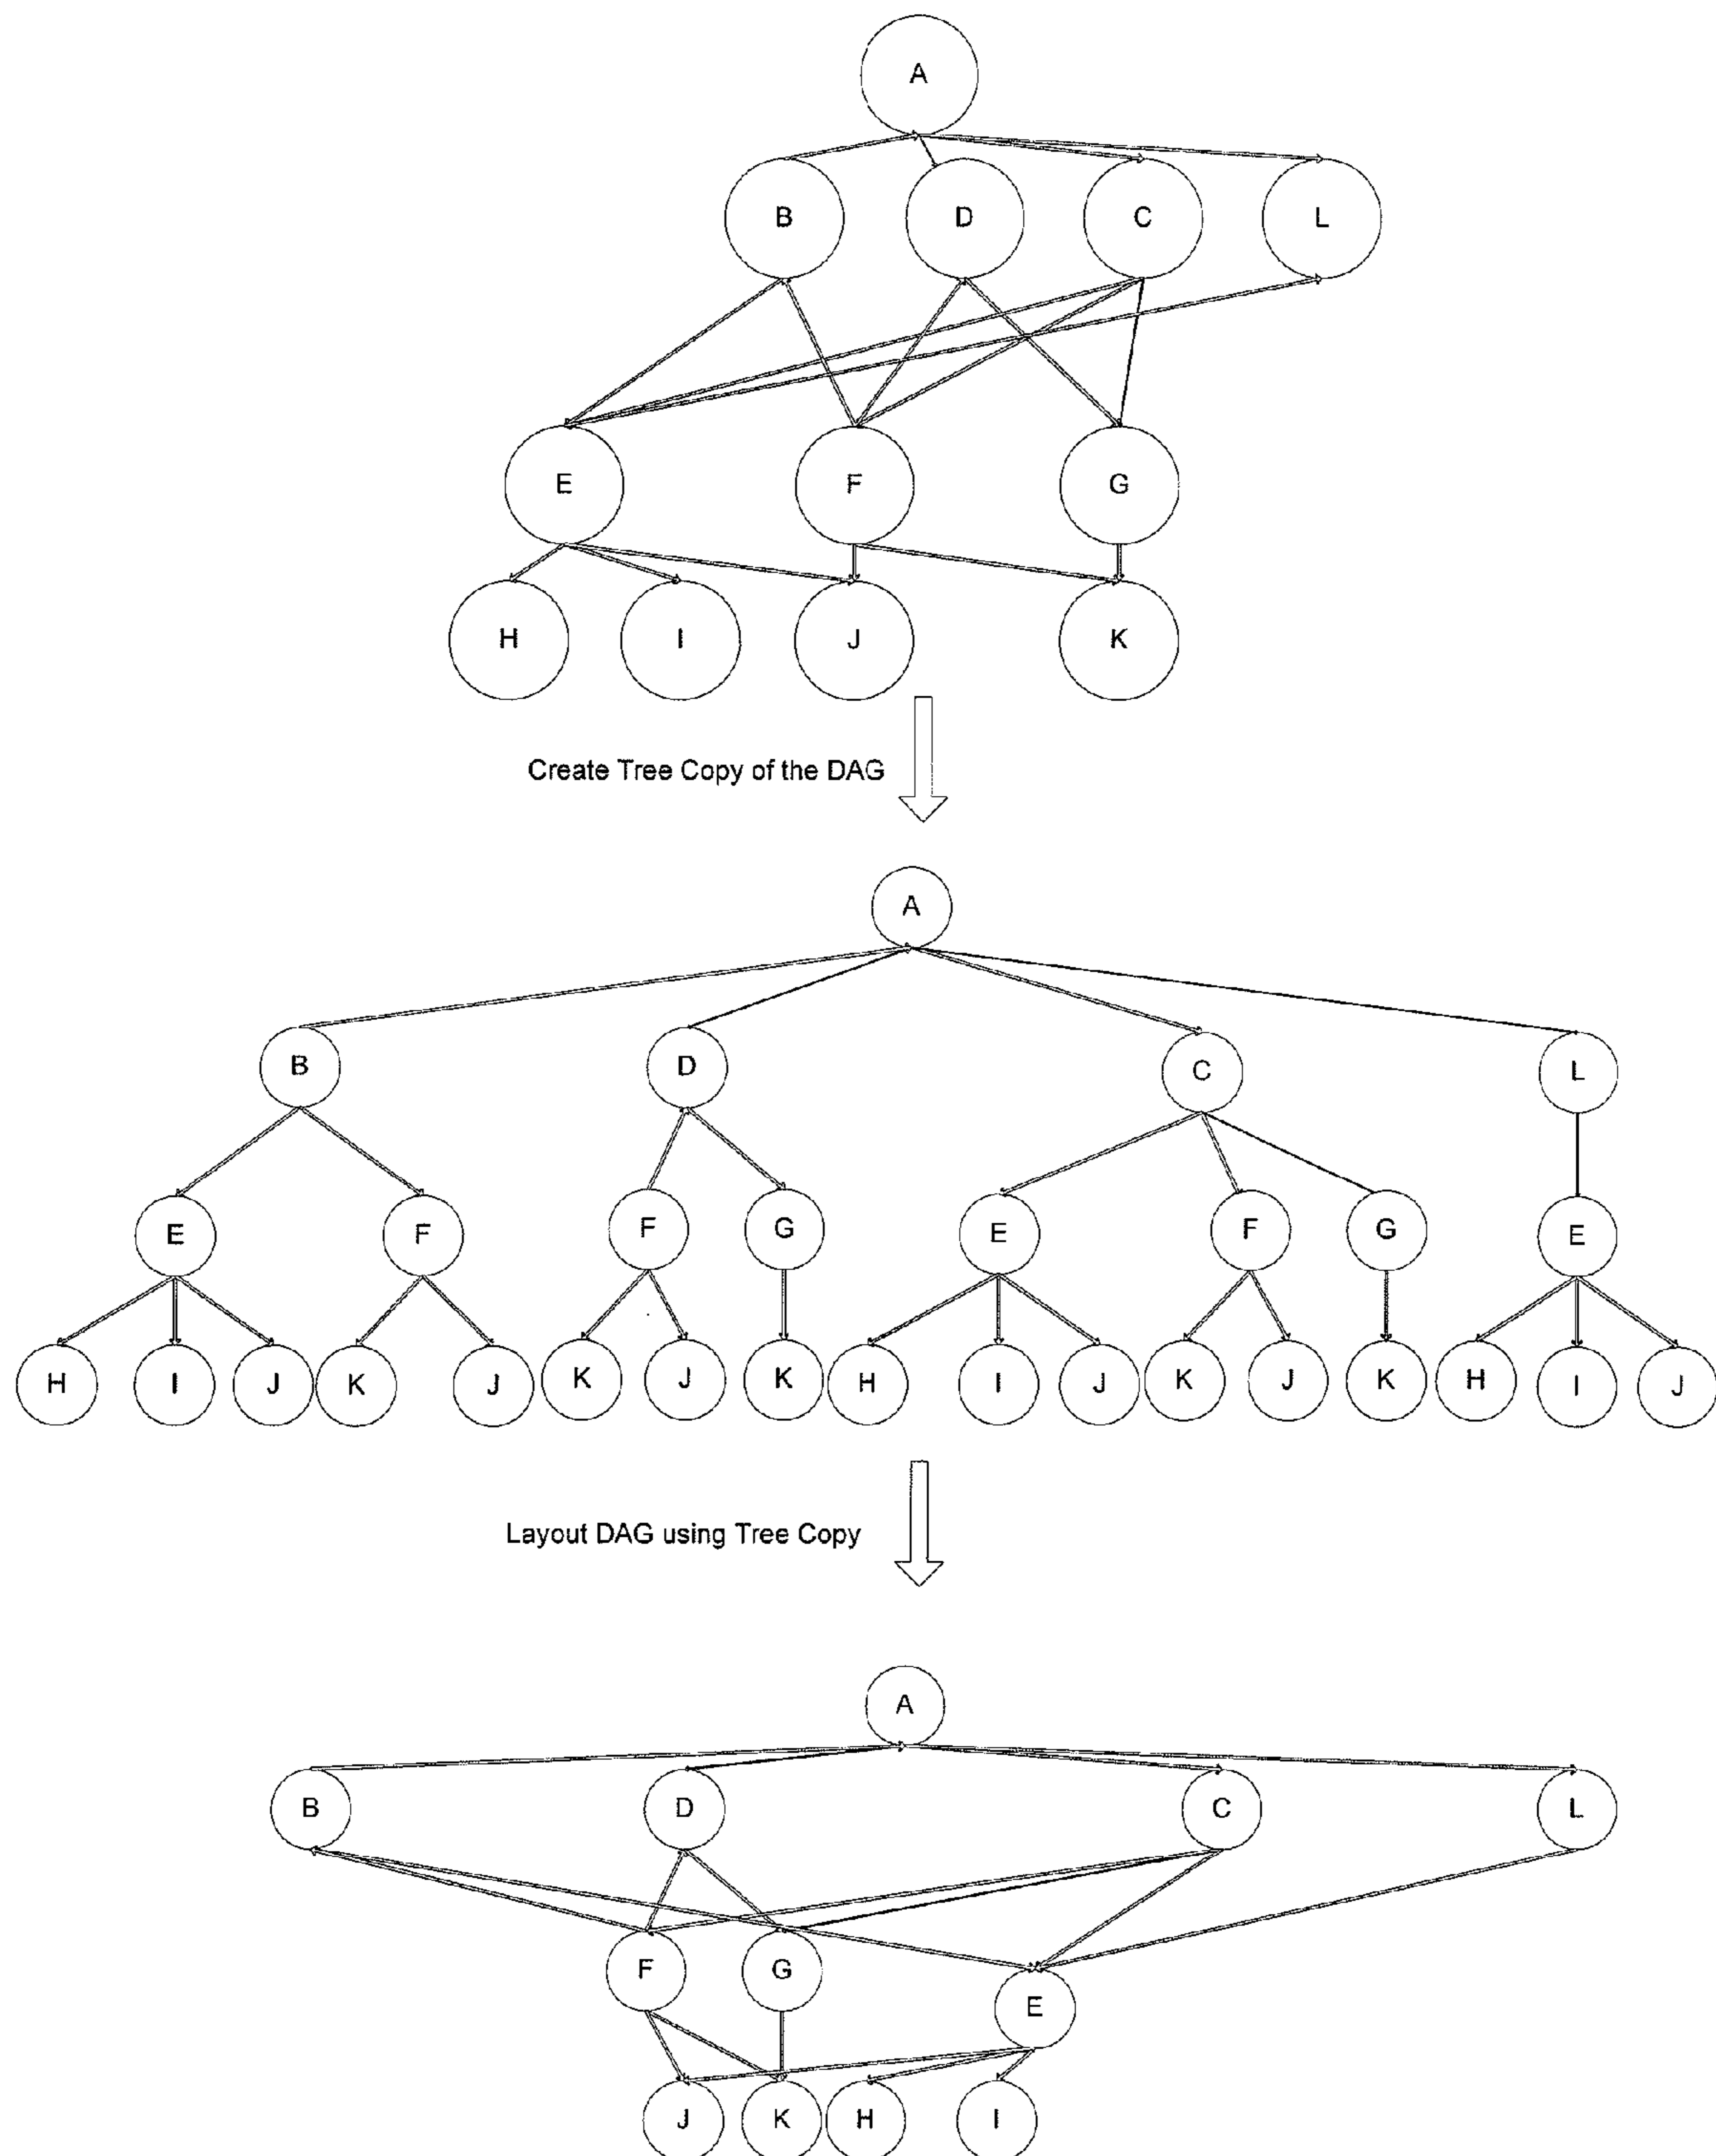 A
B D C L
E F G
H I J K
Create Tree Copy of the DAG
A
B D C L
E F F G E F G E
H I J K J K J K H I J K J K H I J
Layout DAG using Tree Copy
A
B D C L
F G E
J K H I